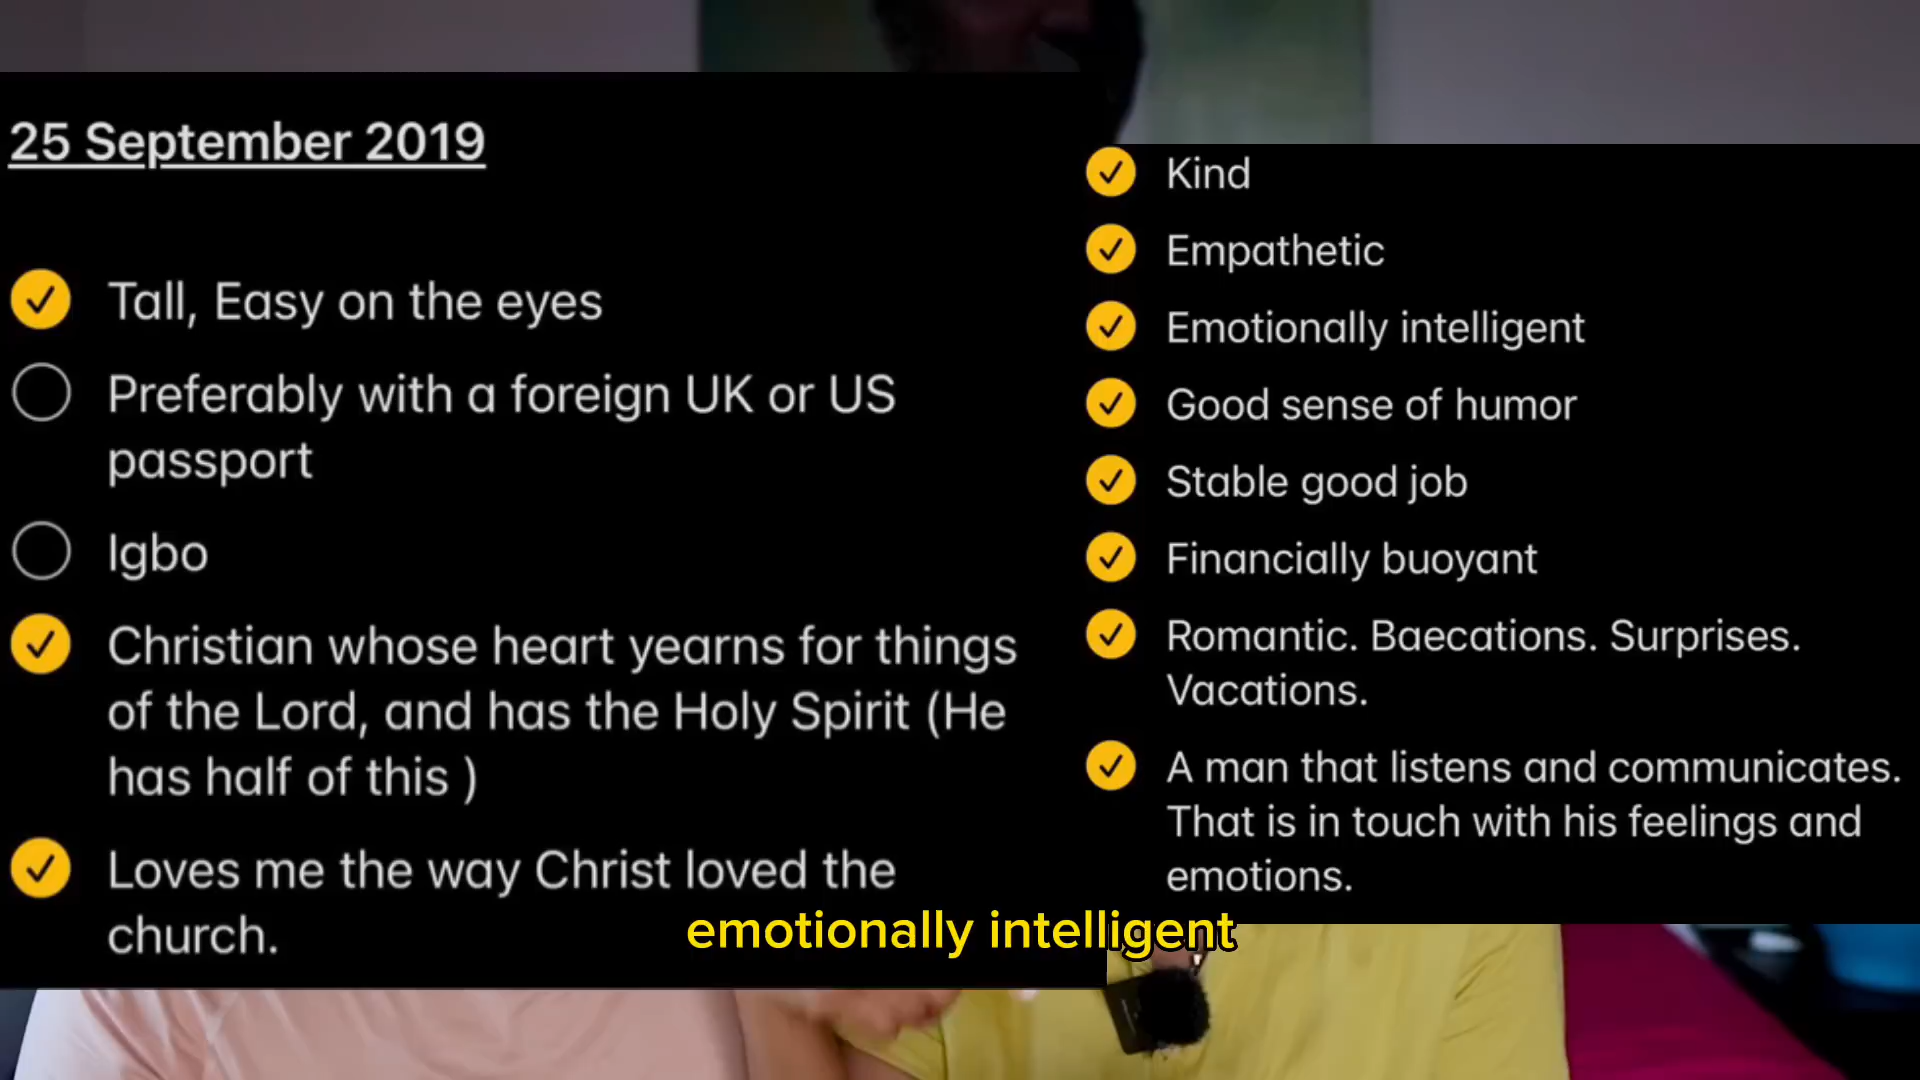 25 September 2019
Tall, Easy on the eyes
Preferably with a foreign UK or US
passport
Igbo
Christian whose heart yearns for things
of the Lord, and has the Holy Spirit (He
has half of this )
Loves me the way Christ loved the
church.
Kind
Empathetic
Emotionally intelligent
Good sense of humor
Stable good job
Financially buoyant
Romantic. Baecations. Surprises.
Vacations.
A man that listens and communicates.
That is in touch with his feelings and
emotions.
emotionally intelligent